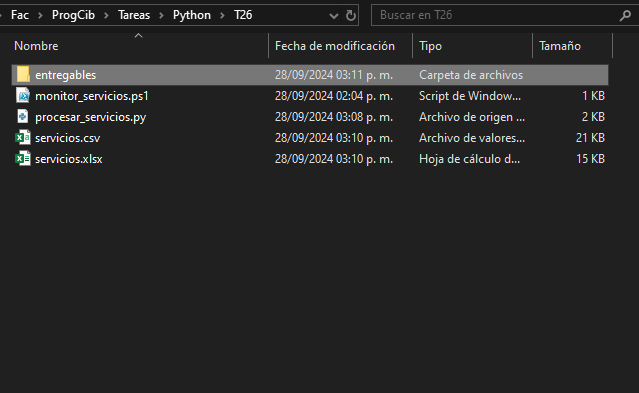 Fac > ProgCib > Tareas > Python > T26
Buscar en T26
Nombre Fecha de modificación Tipo Tamaño
entregables 28/09/2024 03:11 p. m. Carpeta de archivos
monitor_servicios.ps1 28/09/2024 02:04 p. m. Script de Window... 1 KB
procesar_servicios.py 28/09/2024 03:08 p. m. Archivo de origen ... 2 KB
servicios.csv 28/09/2024 03:10 p. m. Archivo de valores... 21 KB
servicios.xlsx 28/09/2024 03:10 p. m. Hoja de cálculo d... 15 KB